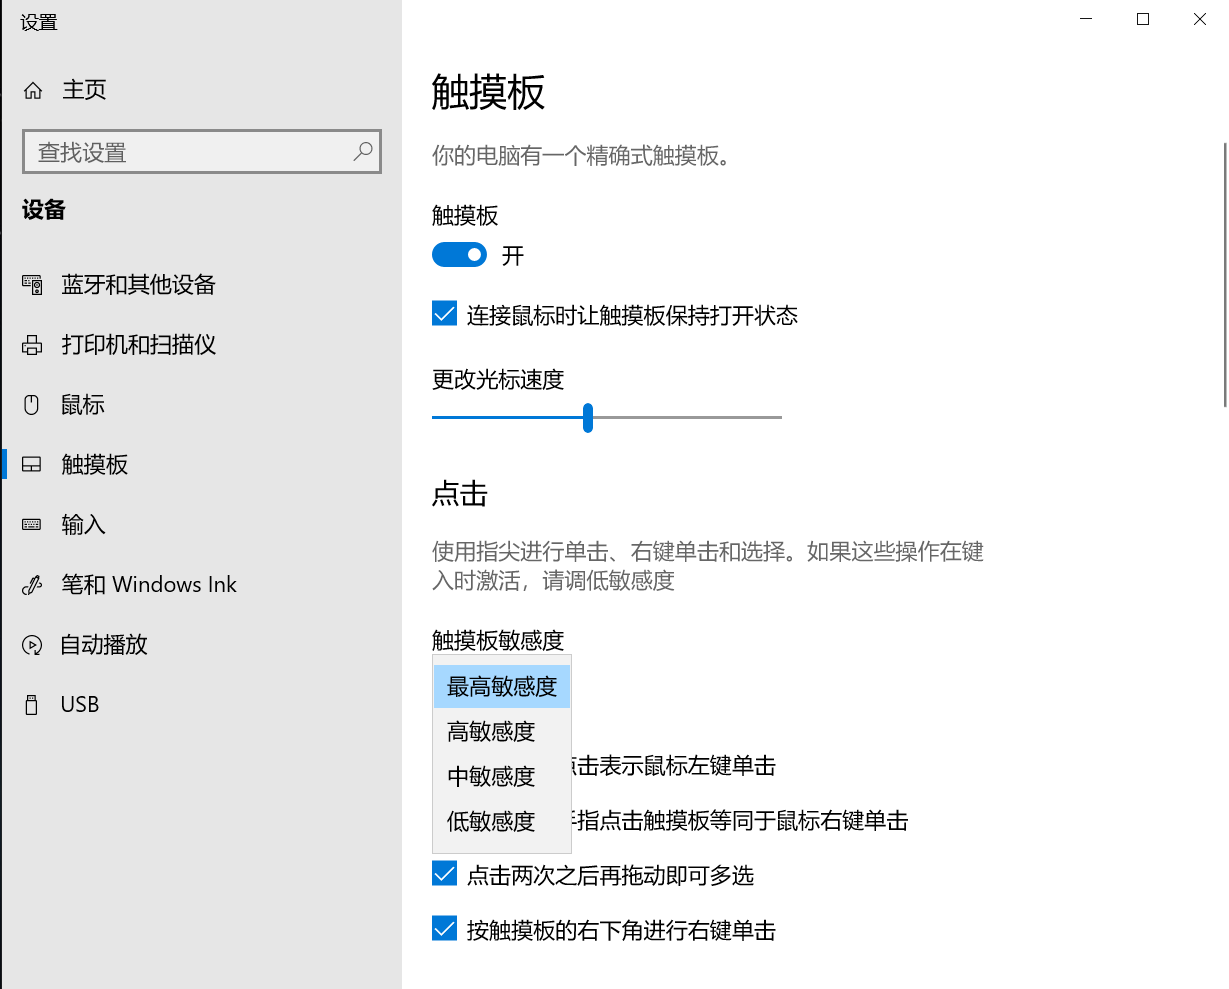 设置
主页
查找设置
设备
蓝牙和其他设备
打印机和扫描仪
鼠标
触摸板
输入
笔和 Windows Ink
自动播放
USB
触摸板
你的电脑有一个精确式触摸板。
触摸板
开
连接鼠标时让触摸板保持打开状态
更改光标速度
点击
使用指尖进行单击、右键单击和选择。如果这些操作在键
入时激活，请调低敏感度
触摸板敏感度
最高敏感度
高敏感度
中敏感度
低敏感度
击表示鼠标左键单击
指点击触摸板等同于鼠标右键单击
点击两次之后再拖动即可多选
按触摸板的右下角进行右键单击